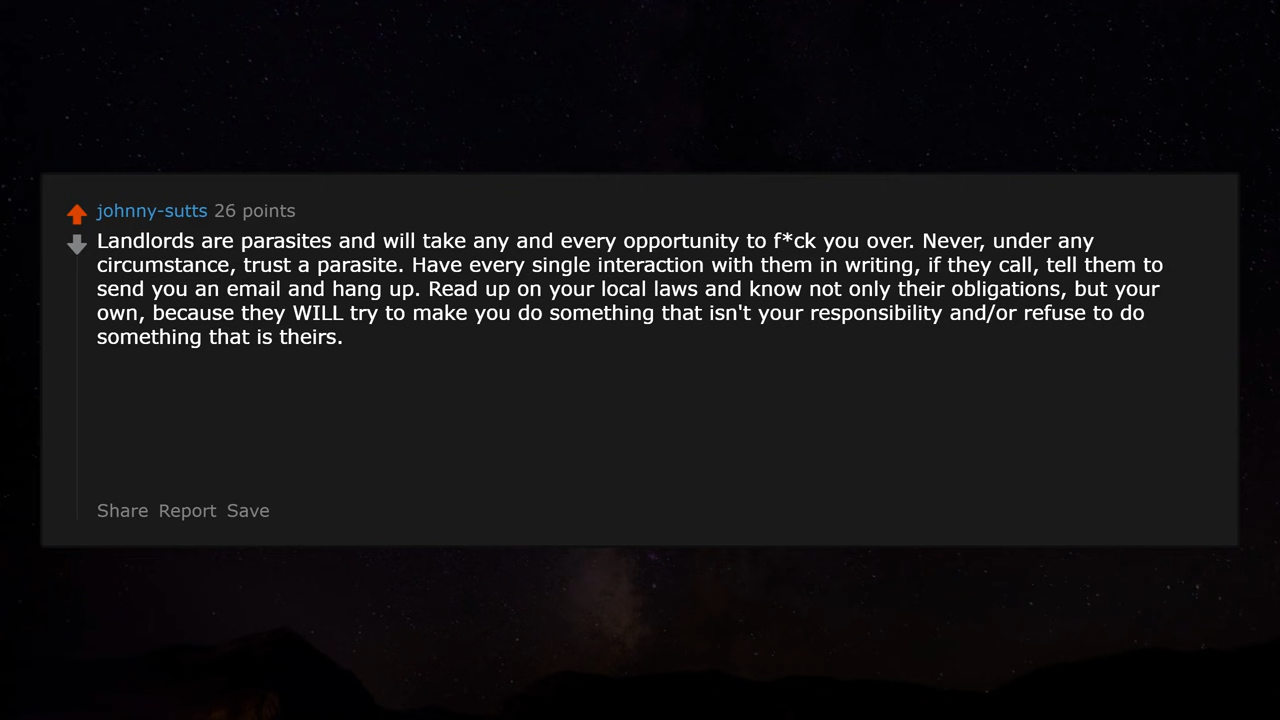 johnny-sutts 26 points
Landlords are parasites and will take any and every opportunity to f*ck you over. Never, under any
circumstance, trust a parasite. Have every single interaction with them in writing, if they call, tell them to
send you an email and hang up. Read up on your local laws and know not only their obligations, but your
own, because they WILL try to make you do something that isn't your responsibility and/or refuse to do
something that is theirs.
Share Report Save